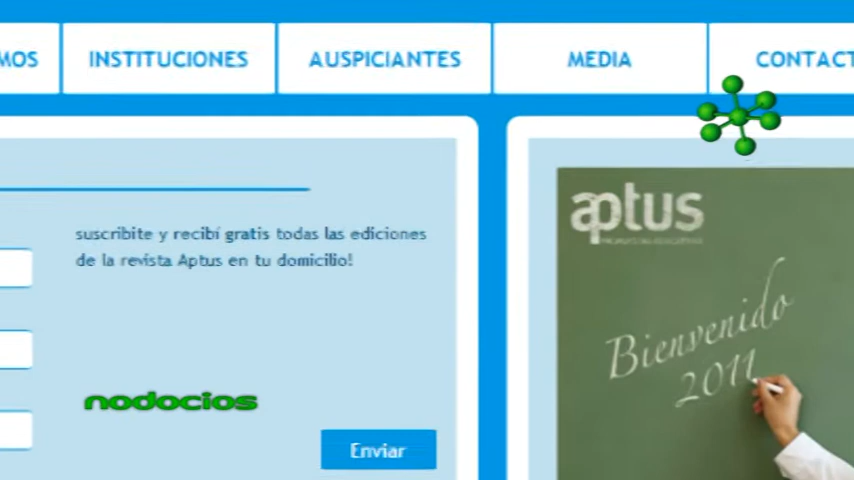 MOS INSTITUCIONES AUSPICIANTES MEDIA CONTACT
suscribite y recibí gratis todas las ediciones
de la revista Aptus en tu domicilio!
nodocios
Enviar
aptus
Bienvenido
2011